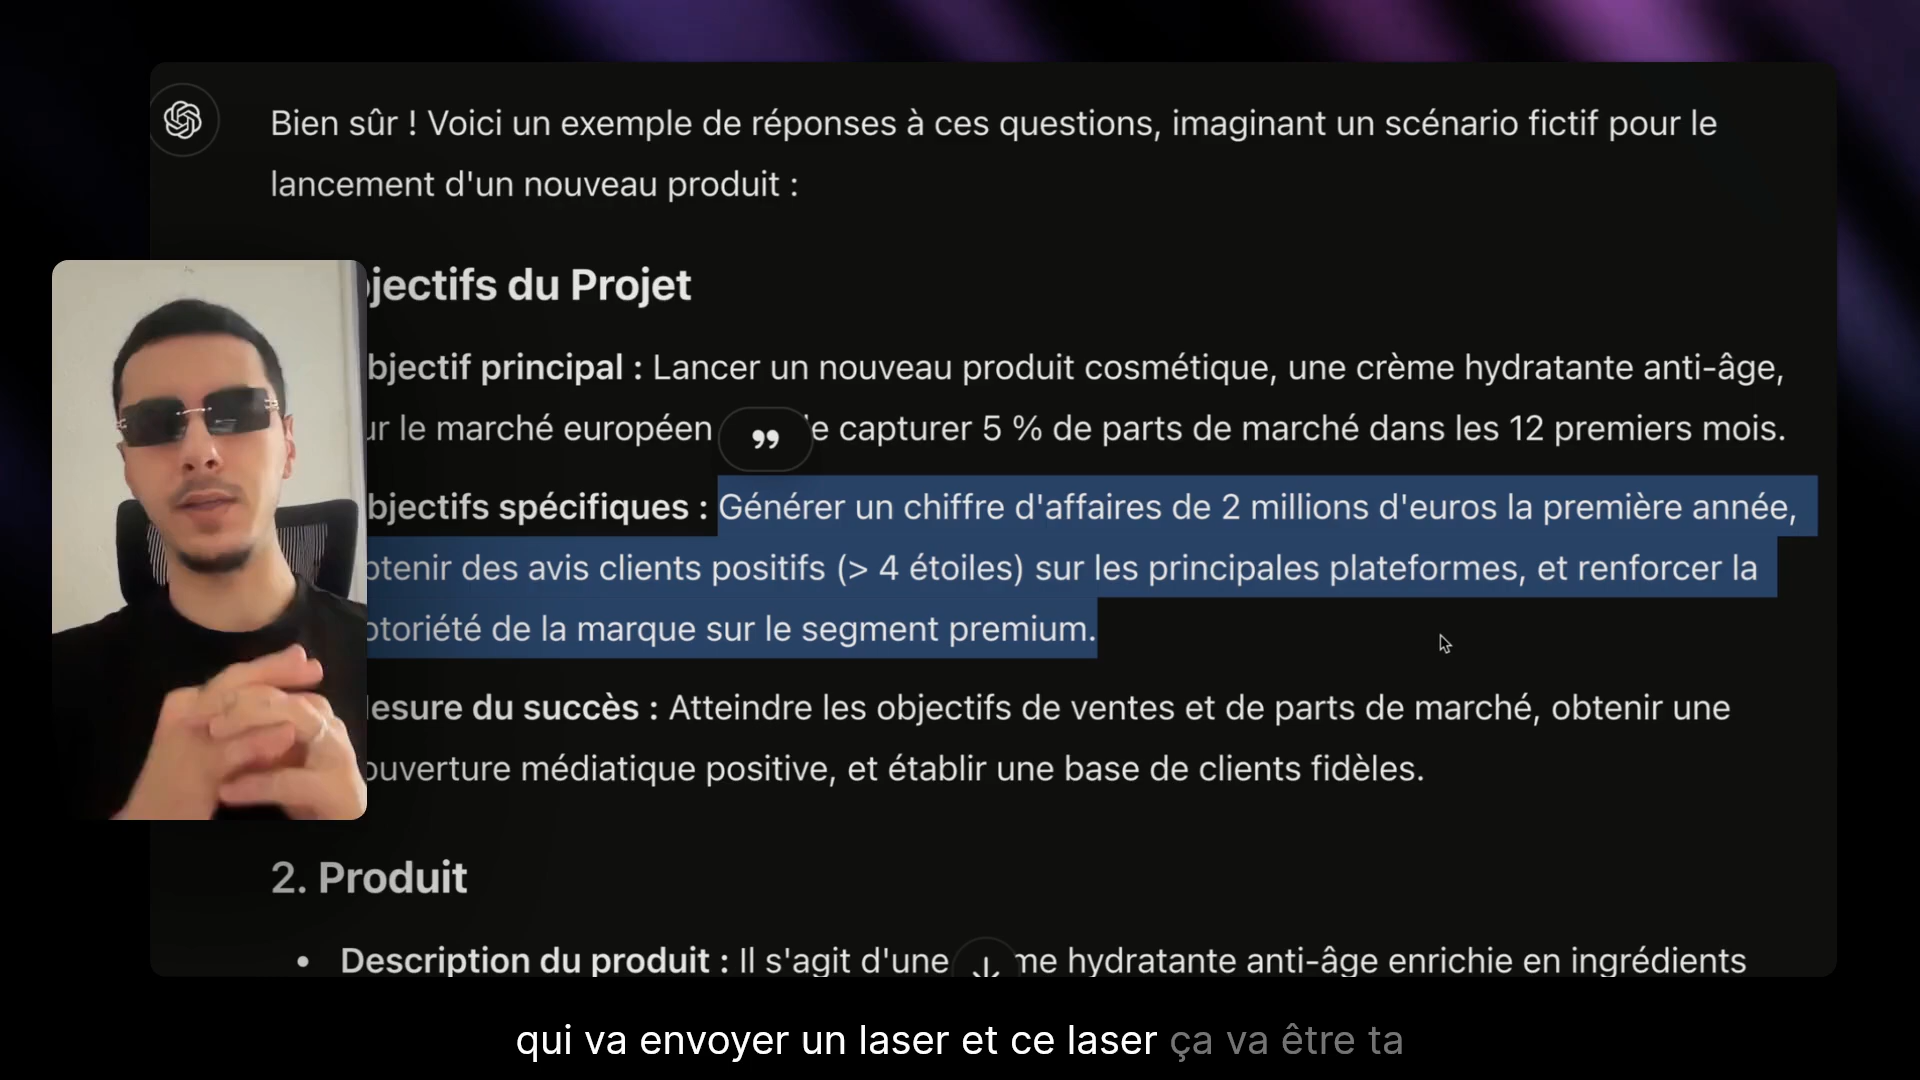 Bien sûr ! Voici un exemple de réponses à ces questions, imaginant un scénario fictif pour le
lancement d'un nouveau produit :
jectifs du Projet
bjectif principal : Lancer un nouveau produit cosmétique, une crème hydratante anti-âge,
ur le marché européen e capturer 5 % de parts de marché dans les 12 premiers mois.
bjectifs spécifiques : Générer un chiffre d'affaires de 2 millions d'euros la première année,
btenir des avis clients positifs (> 4 étoiles) sur les principales plateformes, et renforcer la
otoriété de la marque sur le segment premium.
esure du succès : Atteindre les objectifs de ventes et de parts de marché, obtenir une
ouverture médiatique positive, et établir une base de clients fidèles.
2. Produit
• Description du produit : Il s'agit d'une me hydratante anti-âge enrichie en ingrédients
qui va envoyer un laser et ce laser ça va être ta